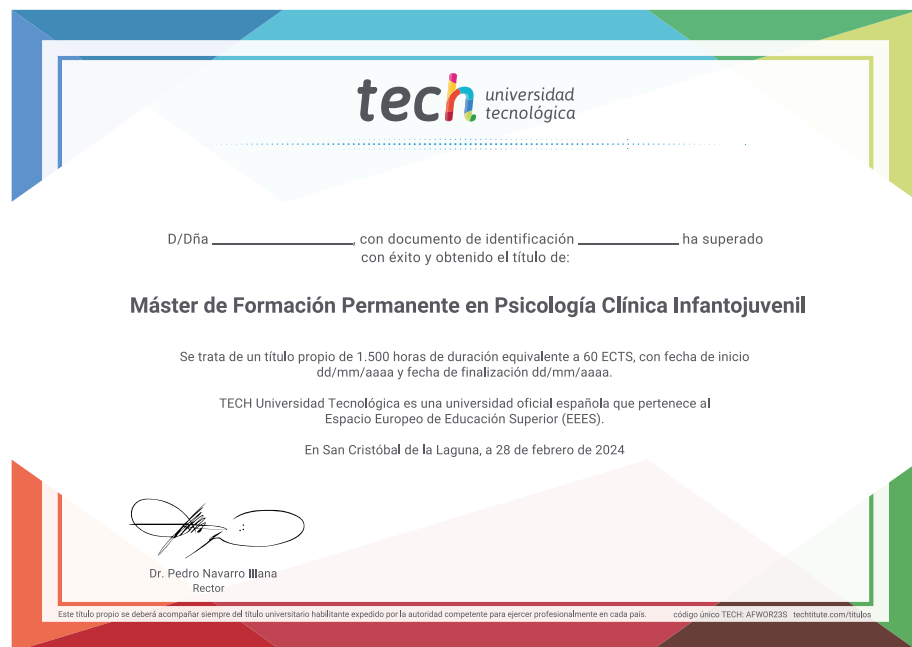 tech universidad
tecnológica
D/Dña ______________, con documento de identificación __________ ha superado
con éxito y obtenido el título de:
Máster de Formación Permanente en Psicología Clínica Infantojuvenil
Se trata de un título propio de 1.500 horas de duración equivalente a 60 ECTS, con fecha de inicio
dd/mm/aaaa y fecha de finalización dd/mm/aaaa.
TECH Universidad Tecnológica es una universidad oficial española que pertenece al
Espacio Europeo de Educación Superior (EEES).
En San Cristóbal de la Laguna, a 28 de febrero de 2024
Dr. Pedro Navarro Illana
Rector
Este título propio se deberá acompañar siempre del título universitario habilitante expedido por la autoridad competente para ejercer profesionalmente en cada país. código único TECH: AFWOR23S techtitute.com/titulos